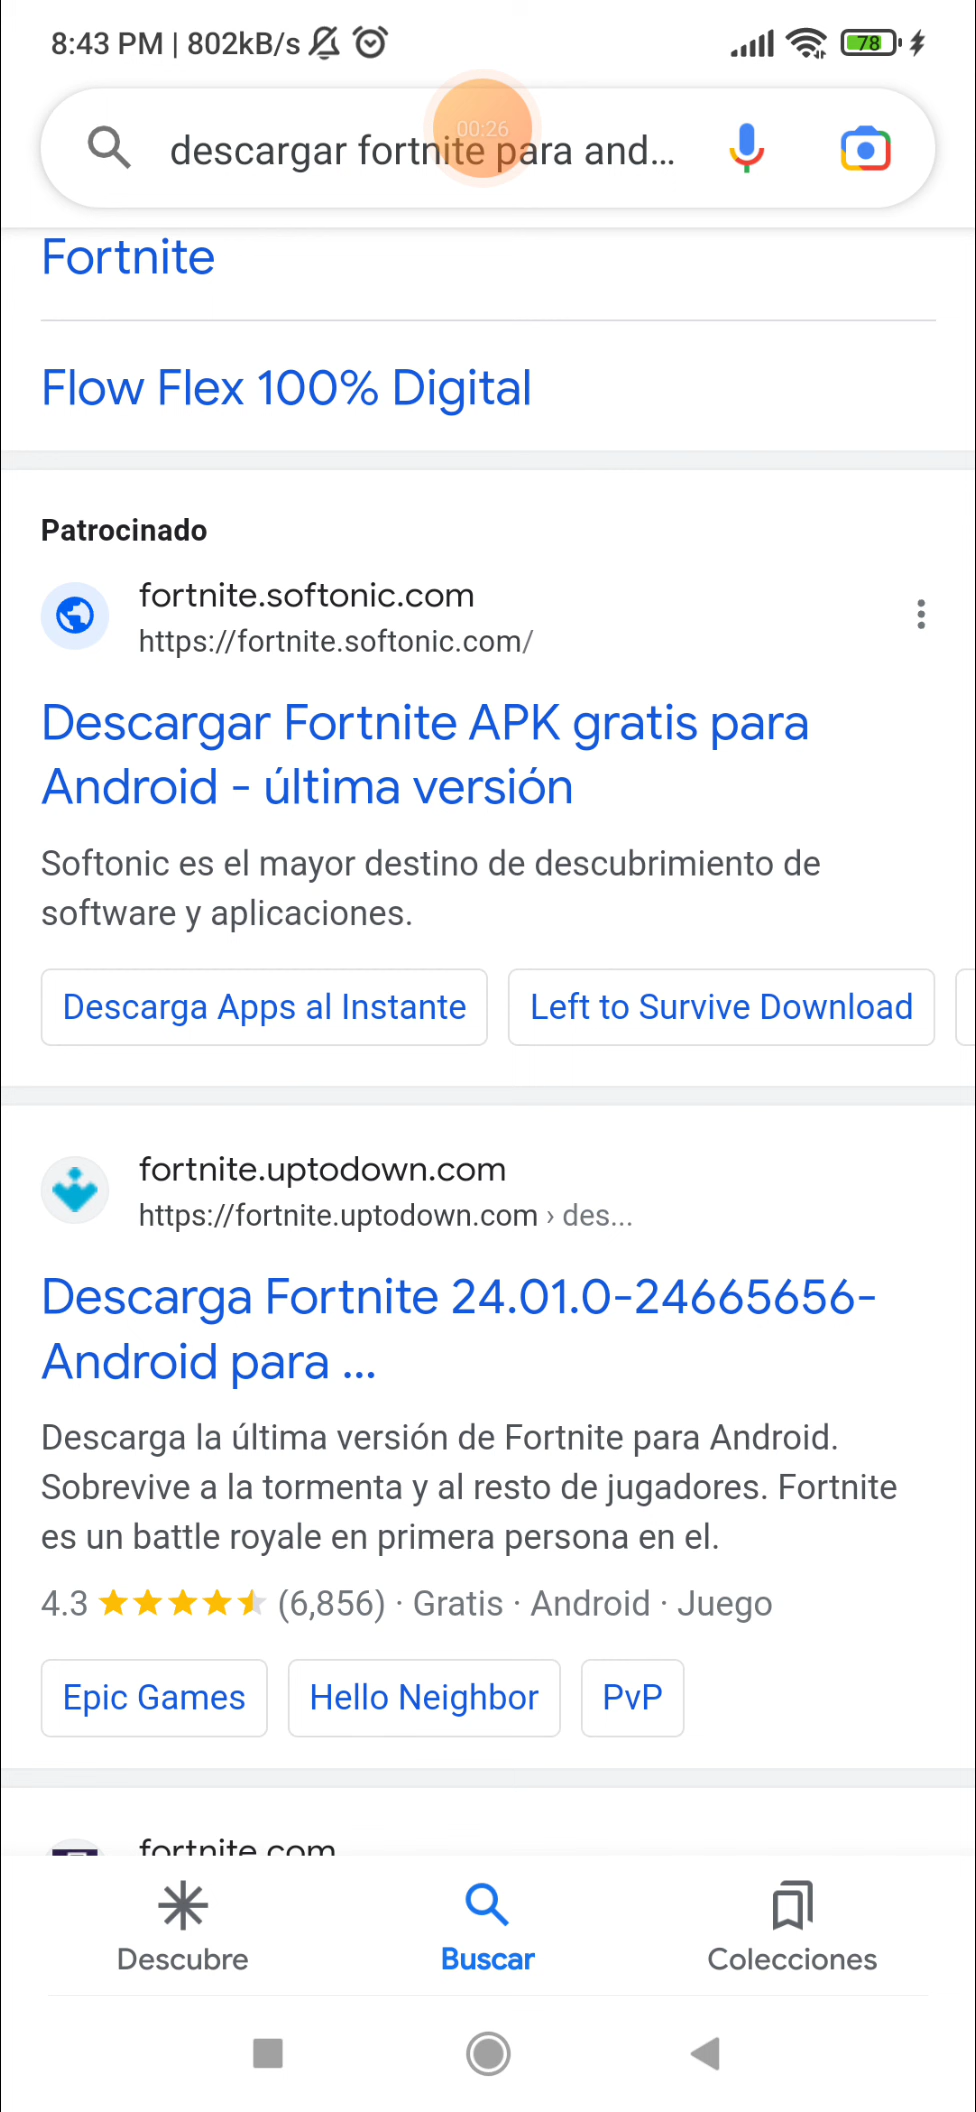 8:43 PM | 802kB/s
78
00:26
descargar fortnite para and...
Fortnite
Flow Flex 100% Digital
Patrocinado
fortnite.softonic.com
https://fortnite.softonic.com/
Descargar Fortnite APK gratis para
Android - última versión
Softonic es el mayor destino de descubrimiento de
software y aplicaciones.
Descarga Apps al Instante
Left to Survive Download
fortnite.uptodown.com
https://fortnite.uptodown.com › des...
Descarga Fortnite 24.01.0-24665656-
Android para ...
Descarga la última versión de Fortnite para Android.
Sobrevive a la tormenta y al resto de jugadores. Fortnite
es un battle royale en primera persona en el.
4.3 (6,856) · Gratis · Android · Juego
Epic Games
Hello Neighbor
PvP
fortnite.com
Descubre
Buscar
Colecciones